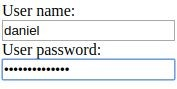 User name:
daniel
User password:
••••••••••••••